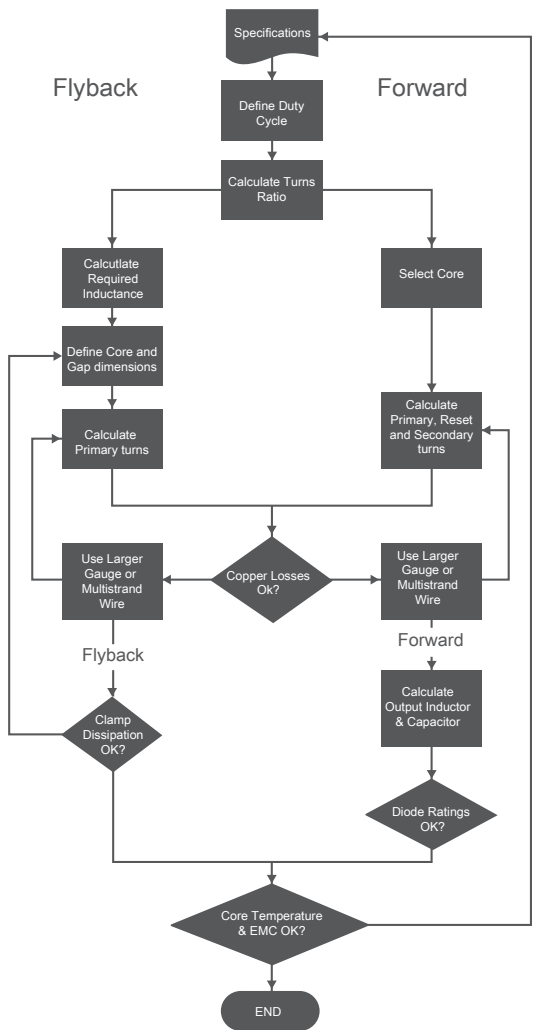 Specifications
Flyback
Forward
Define Duty
Cycle
Calculate Turns
Ratio
Calcutlate
Required
Inductance
Select Core
Define Core and
Gap dimensions
Calculate
Primary turns
Calculate
Primary, Reset
and Secondary
turns
Use Larger
Gauge or
Multistrand
Wire
Copper Losses
Ok?
Use Larger
Gauge or
Multistrand
Wire
Flyback
Forward
Clamp
Dissipation
OK?
Calculate
Output Inductor
& Capacitor
Diode Ratings
OK?
Core Temperature
& EMC OK?
END